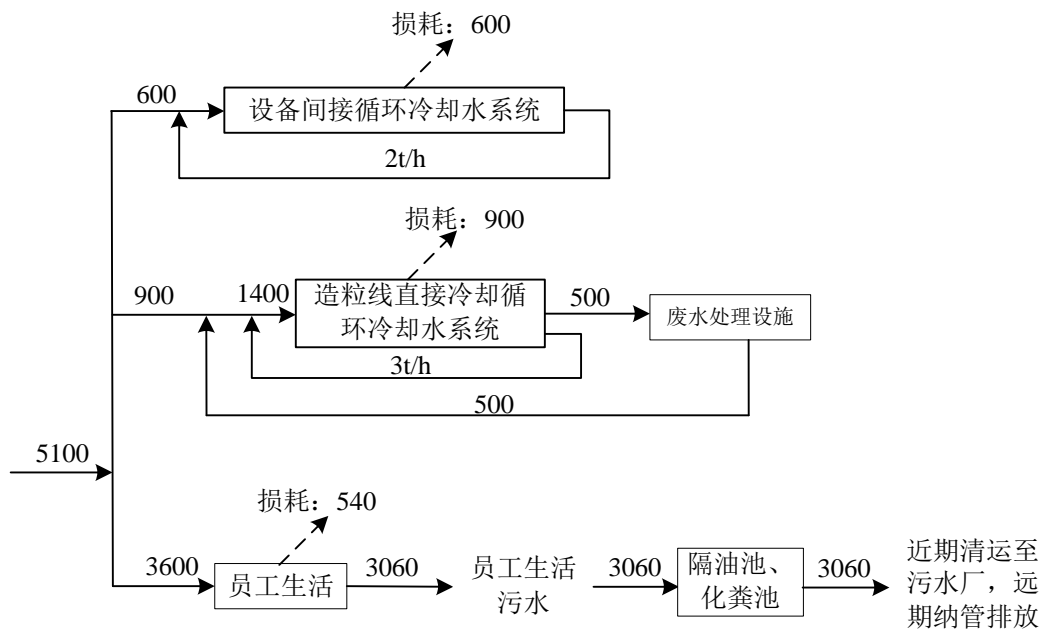 损耗：600
600
设备间接循环冷却水系统
2t/h
损耗：900
900
1400
造粒线直接冷却循
环冷却水系统
500
废水处理设施
3t/h
500
5100
损耗：540
3600
员工生活
3060
员工生活
污水
3060
隔油池、
化粪池
3060
近期清运至
污水厂，远
期纳管排放